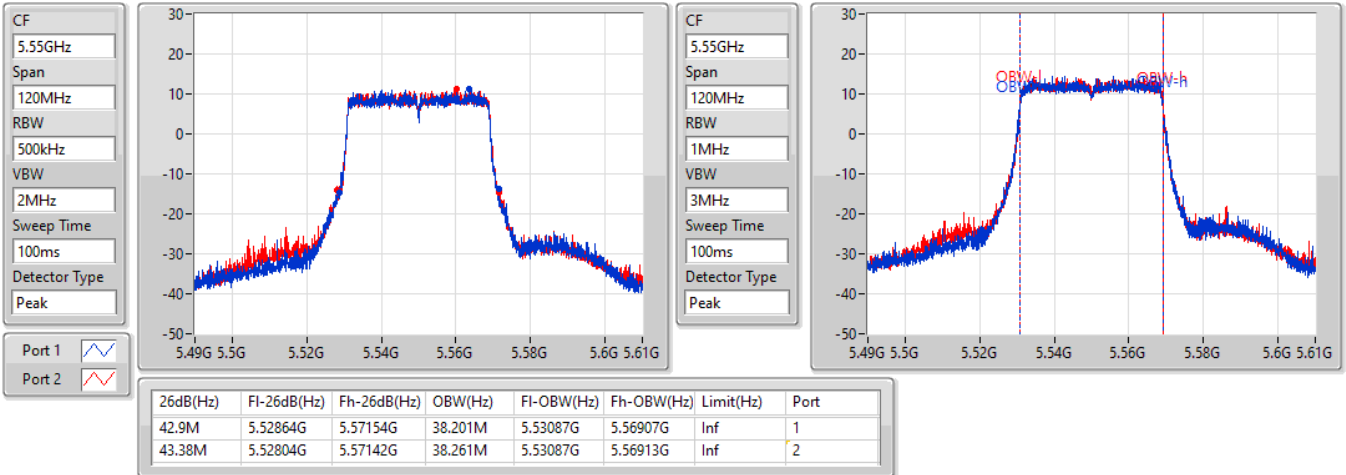 CF
5.55GHz
Span
120MHz
RBW
500kHz
VBW
2MHz
Sweep Time
100ms
Detector Type
Peak
Port 1
Port 2
30
20
10
0
-10
-20
-30
-40
-50
5.49G 5.5G 5.52G 5.54G 5.56G 5.58G 5.6G 5.61G
CF
5.55GHz
Span
120MHz
RBW
1MHz
VBW
3MHz
Sweep Time
100ms
Detector Type
Peak
30
20
10
0
-10
-20
-30
-40
-50
OBW-l OBW-h
5.49G 5.5G 5.52G 5.54G 5.56G 5.58G 5.6G 5.61G
26dB(Hz) Fl-26dB(Hz) Fh-26dB(Hz) OBW(Hz) Fl-OBW(Hz) Fh-OBW(Hz) Limit(Hz) Port
42.9M 5.52864G 5.57154G 38.201M 5.53087G 5.56907G Inf 1
43.38M 5.52804G 5.57142G 38.261M 5.53087G 5.56913G Inf 2